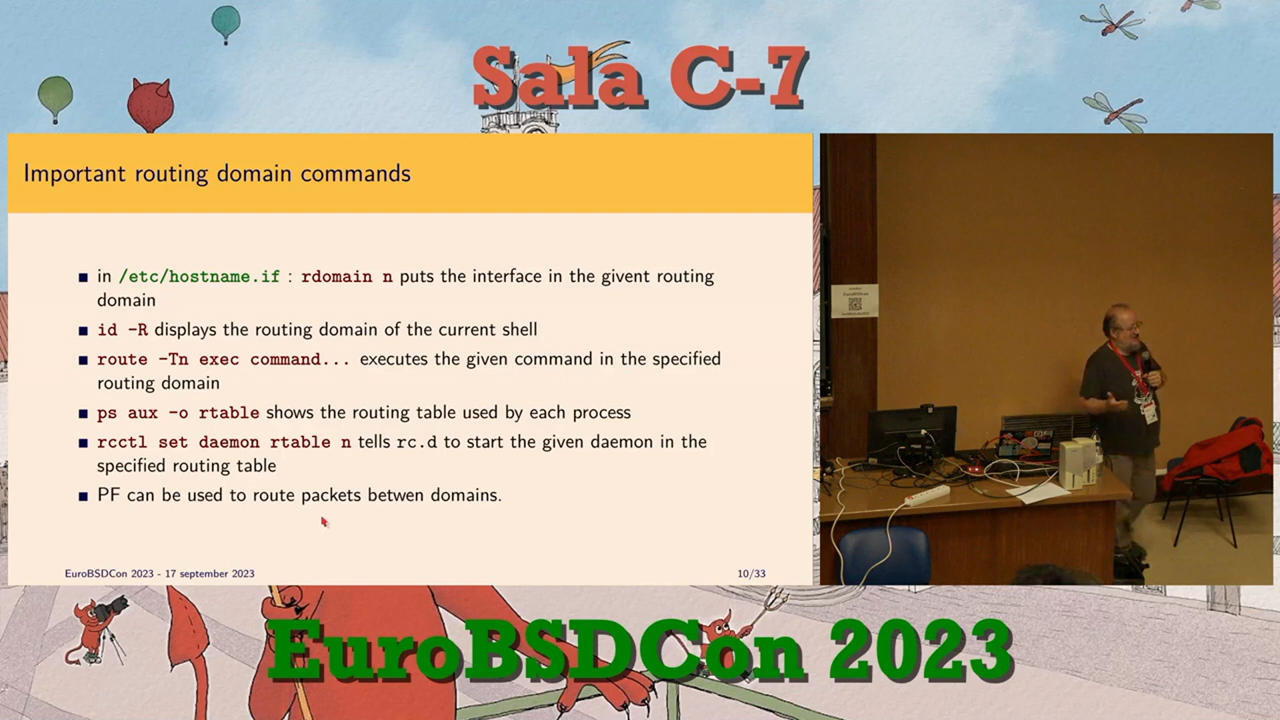 Sala C-7
Important routing domain commands
in /etc/hostname.if : rdomain n puts the interface in the givent routing
domain
id -R displays the routing domain of the current shell
route -Tn exec command... executes the given command in the specified
routing domain
ps aux -o rtable shows the routing table used by each process
rcctl set daemon rtable n tells rc.d to start the given daemon in the
specified routing table
PF can be used to route packets betwen domains.
EuroBSDCon 2023 - 17 september 2023
10/33
EuroBSDCon 2023